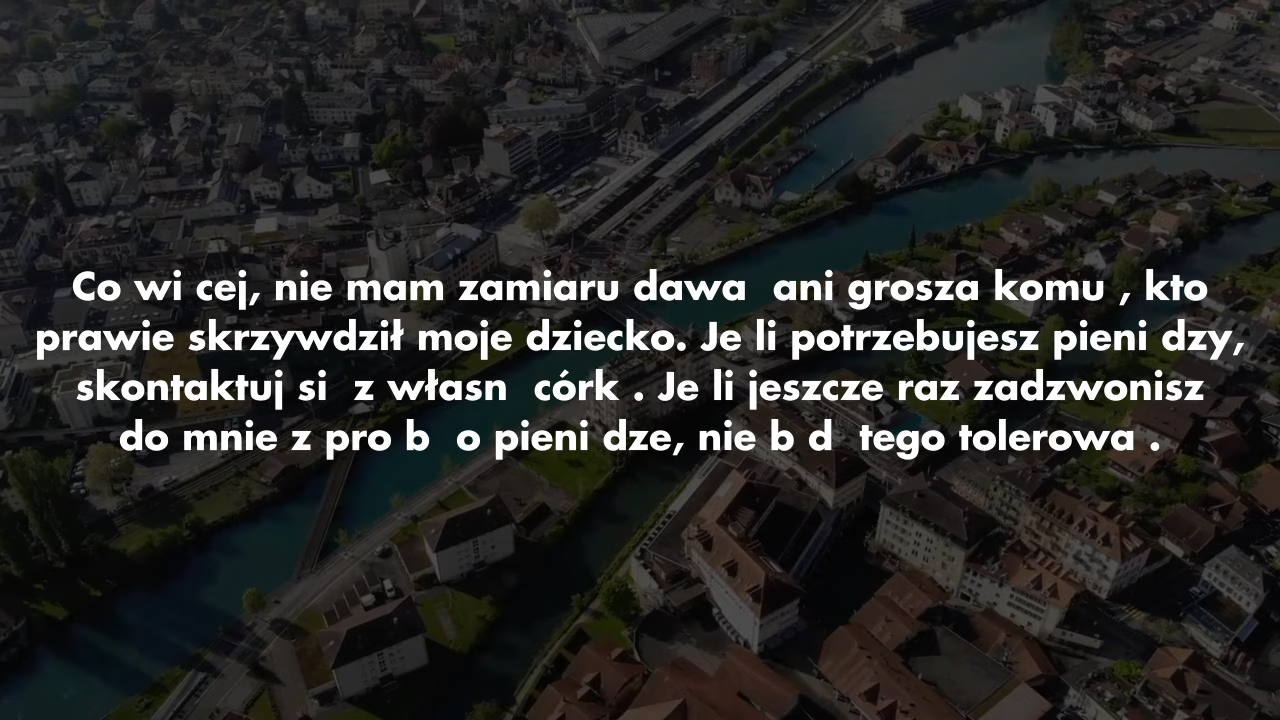 Co wi cej, nie mam zamiaru dawa  ani grosza komu , kto
prawie skrzywdził moje dziecko. Je li potrzebujesz pieni dzy,
skontaktuj si  z własn  córk . Je li jeszcze raz zadzwonisz
do mnie z pro b  o pieni dze, nie b d  tego tolerowa .